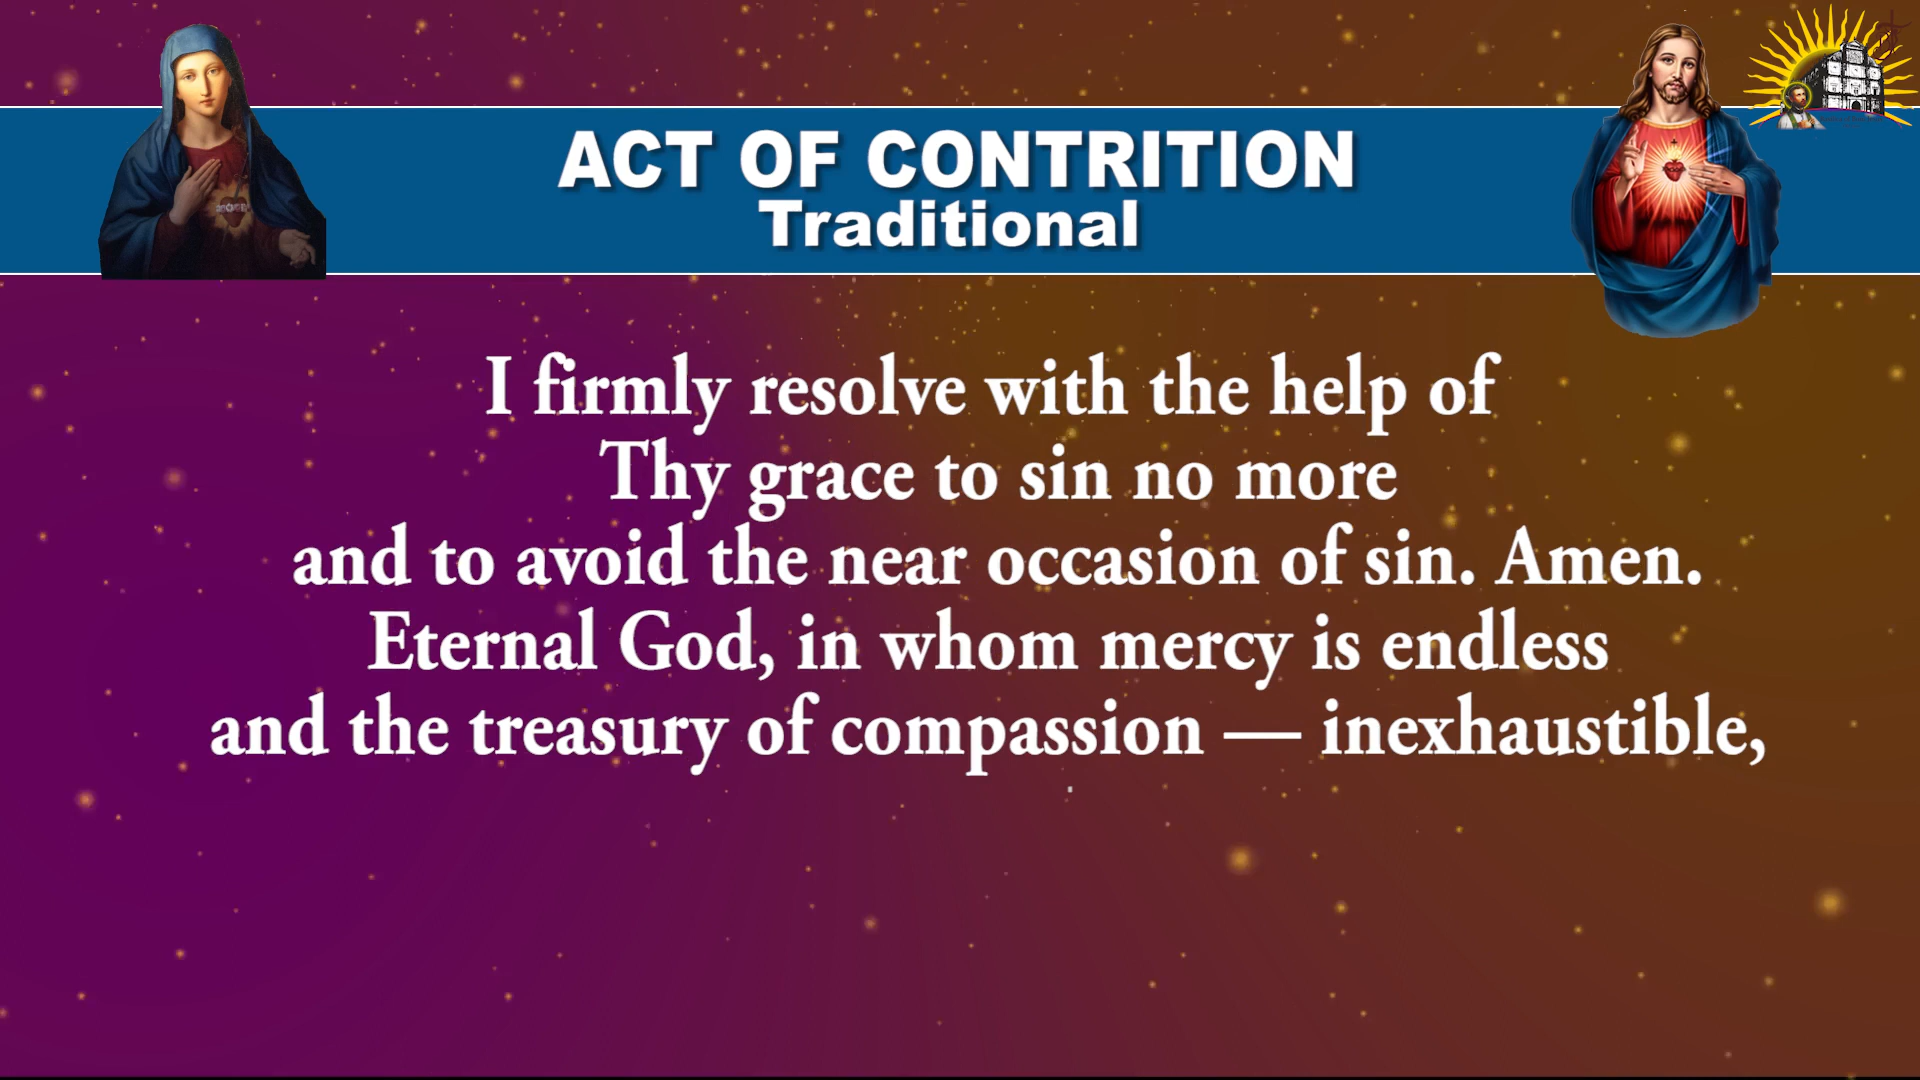 ACT OF CONTRITION
Traditional
I firmly resolve with the help of
Thy grace to sin no more
and to avoid the near occasion of sin. Amen.
Eternal God, in whom mercy is endless
and the treasury of compassion — inexhaustible,